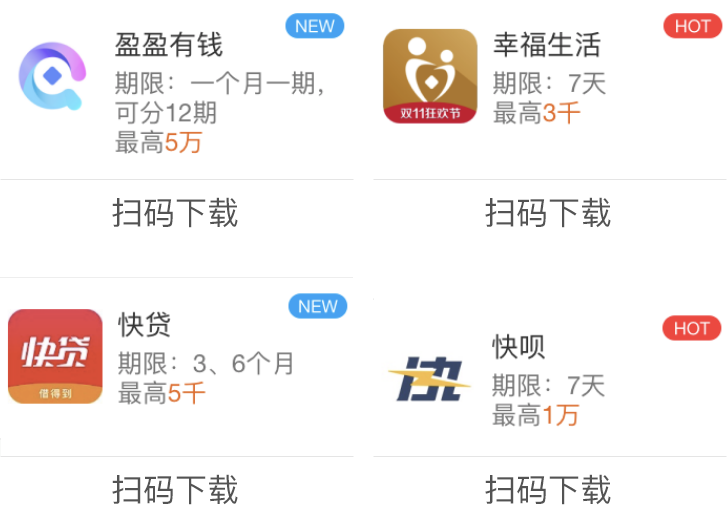 NEW
盈盈有钱
期限：一个月一期，
可分12期
最高5万
扫码下载
HOT
幸福生活
期限：7天
最高3千
双11狂欢节
扫码下载
NEW
快贷
快贷
期限：3、6个月
最高5千
借得到
扫码下载
HOT
快呗
期限：7天
最高1万
快
扫码下载